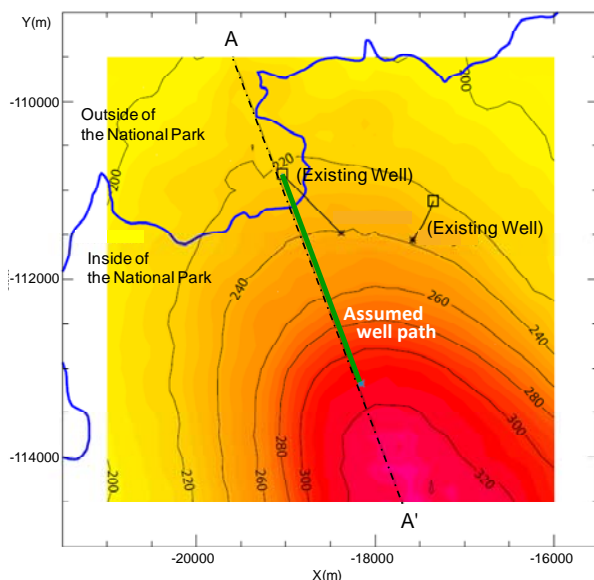 Y(m)
A
-110000
Outside of
the National Park
200
220
(Existing Well)
200
(Existing Well)
Inside of
the National Park
-112000
240
260
240
Assumed
well path
280
300
-114000
200
220
240
260
280
300
320
A'
-20000
-18000
-16000
X(m)